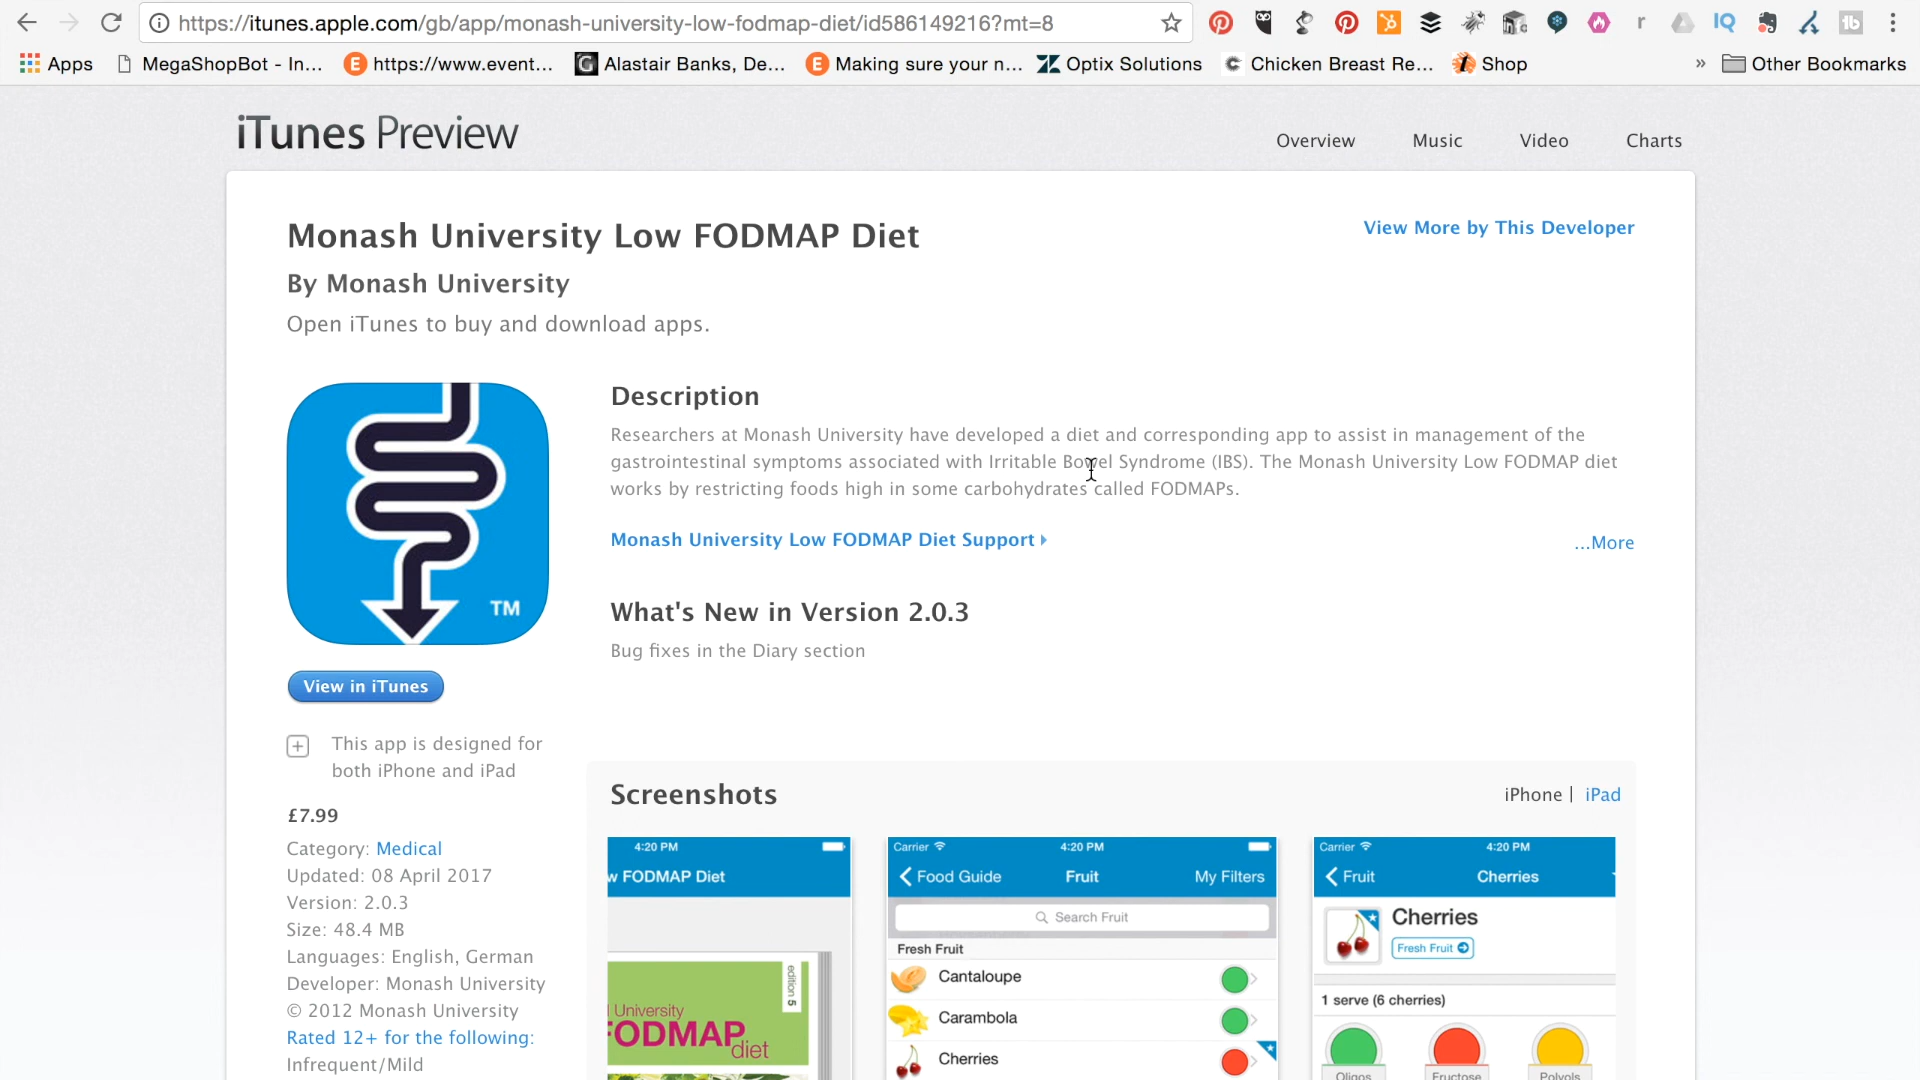 https://itunes.apple.com/gb/app/monash-university-low-fodmap-diet/id586149216?mt=8
r
IQ
Apps
MegaShopBot - In...
E
https://www.event...
G
Alastair Banks, De...
E
Making sure your n...
Optix Solutions
C
Chicken Breast Re...
Shop
»
Other Bookmarks
iTunes Preview
Overview
Music
Video
Charts
Monash University Low FODMAP Diet
View More by This Developer
By Monash University
Open iTunes to buy and download apps.
TM
Description
Researchers at Monash University have developed a diet and corresponding app to assist in management of the
gastrointestinal symptoms associated with Irritable Bowel Syndrome (IBS). The Monash University Low FODMAP diet
works by restricting foods high in some carbohydrates called FODMAPs.
Monash University Low FODMAP Diet Support
...More
What's New in Version 2.0.3
Bug fixes in the Diary section
View in iTunes
This app is designed for
both iPhone and iPad
£7.99
Category: Medical
Updated: 08 April 2017
Version: 2.0.3
Size: 48.4 MB
Languages: English, German
Developer: Monash University
© 2012 Monash University
Rated 12+ for the following:
Infrequent/Mild
Screenshots
iPhone | iPad
4:20 PM
w FODMAP Diet
edition 5
University
FODMAP
diet
Carrier
4:20 PM
Food Guide
Fruit
My Filters
Search Fruit
Fresh Fruit
Cantaloupe
Carambola
Cherries
Carrier
4:20 PM
Fruit
Cherries
Cherries
Fresh Fruit
1 serve (6 cherries)
Oligos
Fructose
Polyols